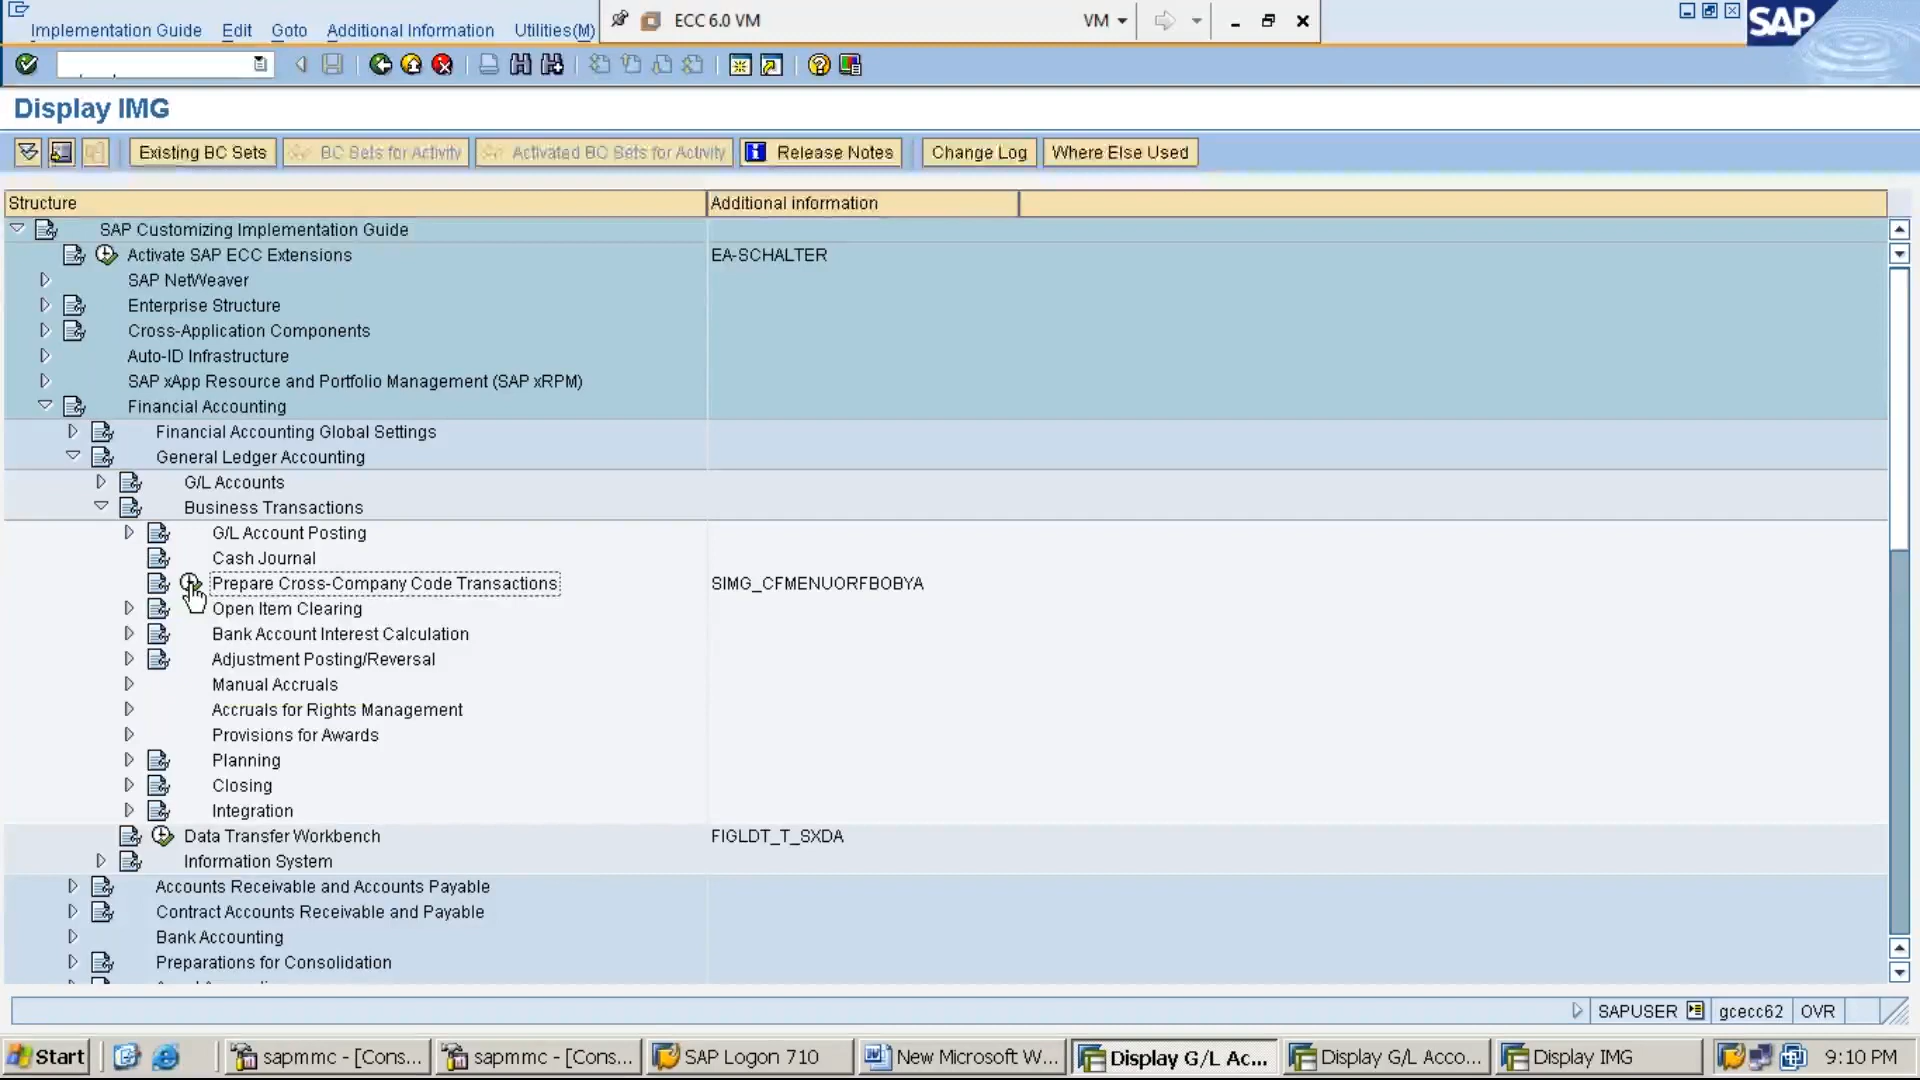 ECC 6.0 VM
VM
Implementation Guide Edit Goto Additional Information Utilities(M)
SAP
Display IMG
Existing BC Sets BC Sets for Activity Activated BC Sets for Activity Release Notes Change Log Where Else Used
Structure Additional information
SAP Customizing Implementation Guide
Activate SAP ECC Extensions EA-SCHALTER
SAP NetWeaver
Enterprise Structure
Cross-Application Components
Auto-ID Infrastructure
SAP xApp Resource and Portfolio Management (SAP xRPM)
Financial Accounting
Financial Accounting Global Settings
General Ledger Accounting
G/L Accounts
Business Transactions
G/L Account Posting
Cash Journal
Prepare Cross-Company Code Transactions SIMG_CFMENUORFBOBYA
Open Item Clearing
Bank Account Interest Calculation
Adjustment Posting/Reversal
Manual Accruals
Accruals for Rights Management
Provisions for Awards
Planning
Closing
Integration
Data Transfer Workbench FIGLDT_T_SXDA
Information System
Accounts Receivable and Accounts Payable
Contract Accounts Receivable and Payable
Bank Accounting
Preparations for Consolidation
SAPUSER gcecc62 OVR
Start sapmmc - [Cons... sapmmc - [Cons... SAP Logon 710 New Microsoft W... Display G/L Ac... Display G/L Acco... Display IMG 9:10 PM